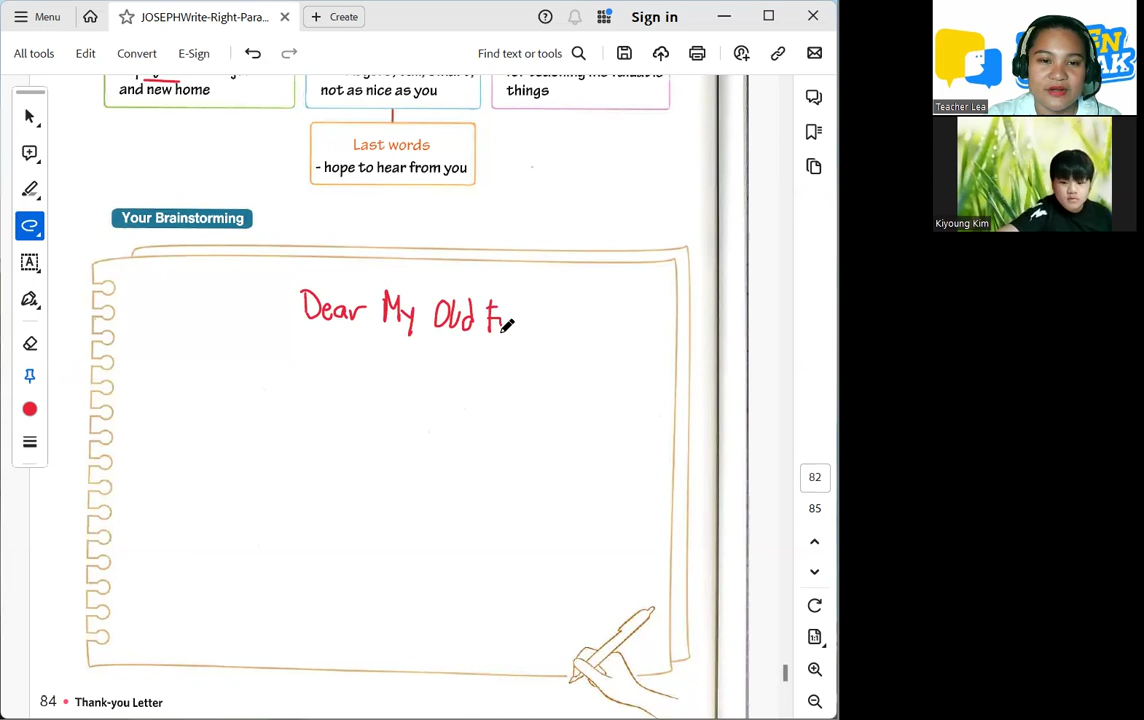 Menu
JOSEPHWrite-Right-Para...
Create
Sign in
All tools
Edit
Convert
E-Sign
Find text or tools
and new home
not as nice as you
things
Last words
- hope to hear from you
Your Brainstorming
Dear My Old Fr
82
85
84 • Thank-you Letter
Teacher Lea
Kiyoung Kim